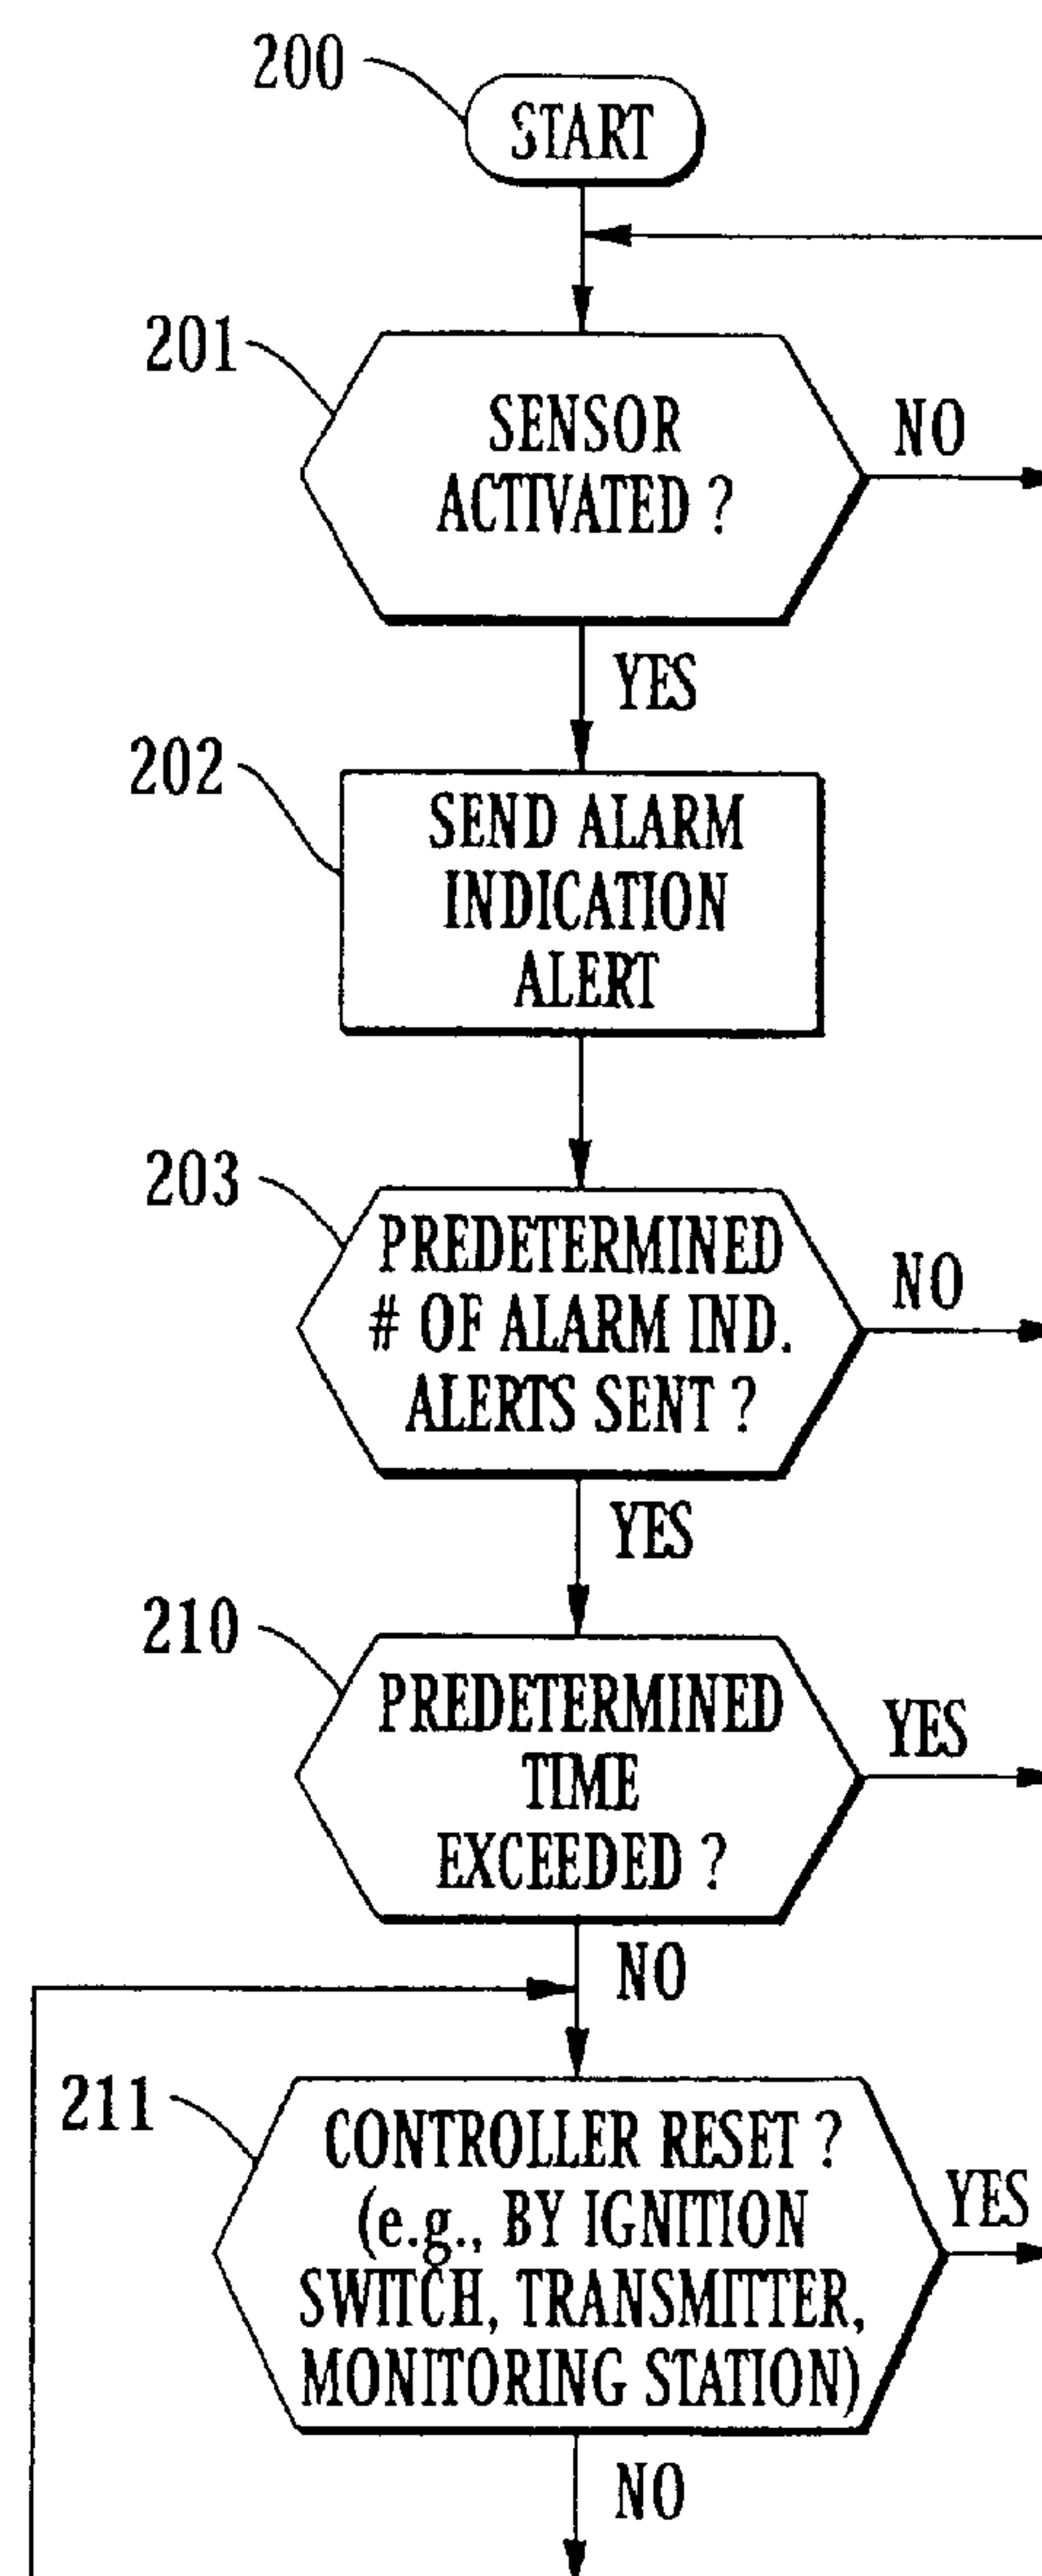 200
START
201
SENSOR
ACTIVATED ?
NO
YES
202
SEND ALARM
INDICATION
ALERT
203
PREDETERMINED
# OF ALARM IND.
ALERTS SENT ?
NO
YES
210
PREDETERMINED
TIME
EXCEEDED ?
YES
NO
211
CONTROLLER RESET ?
(e.g., BY IGNITION
SWITCH, TRANSMITTER,
MONITORING STATION)
YES
NO